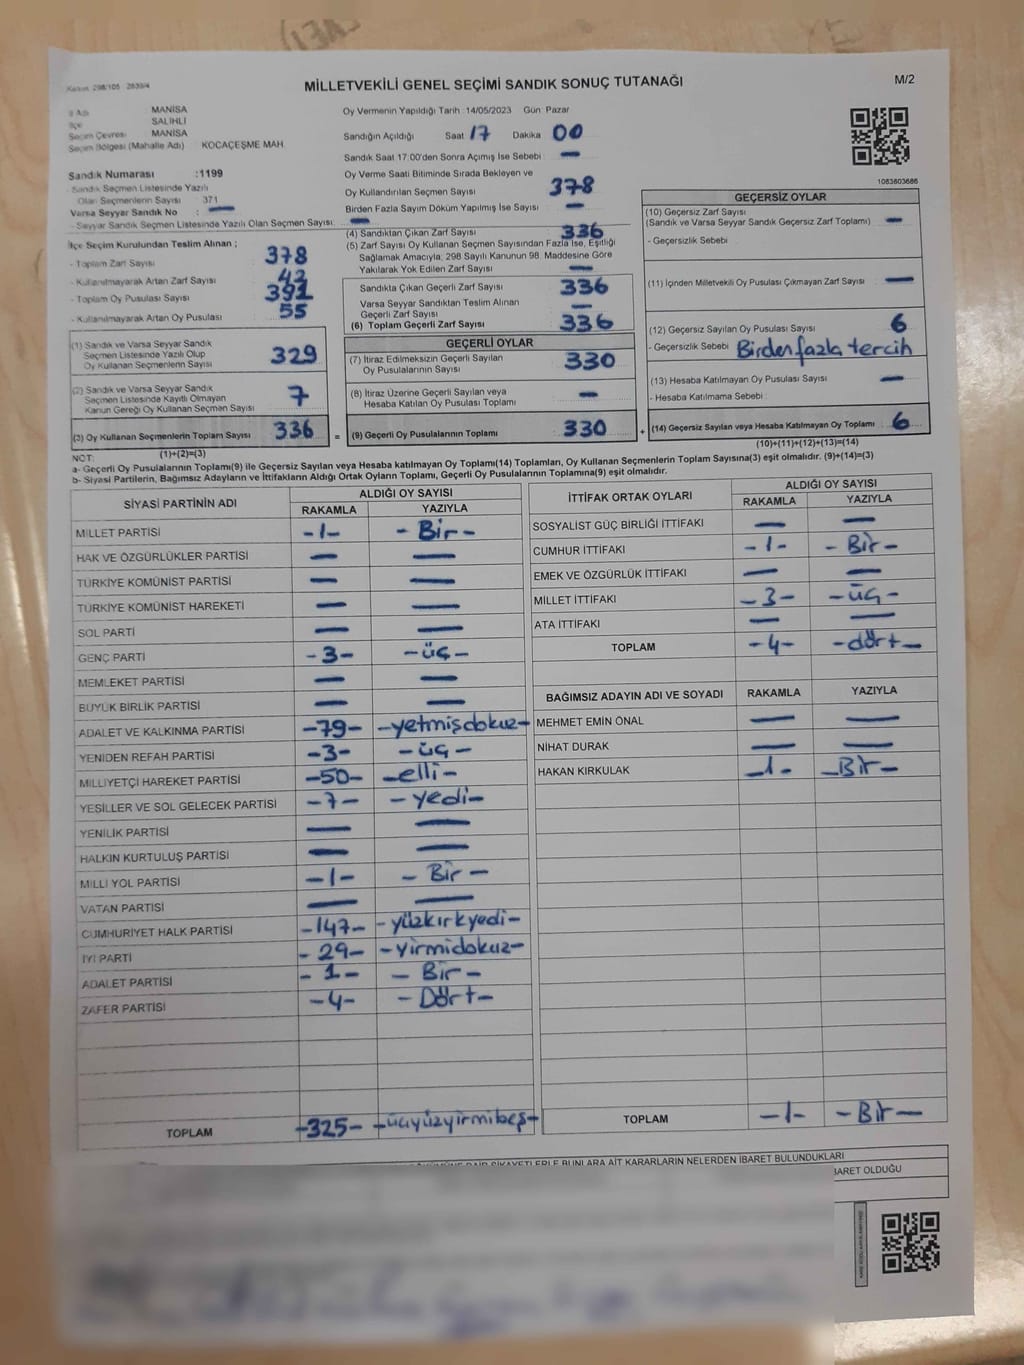 Kanun 298/105 2839/4
MİLLETVEKİLİ GENEL SEÇİMİ SANDIK SONUÇ TUTANAĞI
M/2
İl Adı MANİSA
İlçe SALİHLİ
Seçim Çevresi MANİSA
Seçim Bölgesi (Mahalle Adı) KOCAÇEŞME MAH.
Sandık Numarası :1199
- Sandık Seçmen Listesinde Yazılı
Olan Seçmenlerin Sayısı 371
Varsa Seyyar Sandık No —
- Seyyar Sandık Seçmen Listesinde Yazılı Olan Seçmen Sayısı: —
Oy Vermenin Yapıldığı Tarih :14/05/2023 Gün: Pazar
Sandığın Açıldığı Saat 17 Dakika 00
Sandık Saat 17:00'den Sonra Açımış İse Sebebi —
Oy Verme Saati Bitiminde Sırada Bekleyen ve
Oy Kullandırılan Seçmen Sayısı 378
Birden Fazla Sayım Döküm Yapılmış İse Sayısı —
1083603686
İlçe Seçim Kurulundan Teslim Alınan ;
- Toplam Zarf Sayısı 378
- Kullanılmayarak Artan Zarf Sayısı 42
- Toplam Oy Pusulası Sayısı 391
- Kullanılmayarak Artan Oy Pusulası 55
(4) Sandıktan Çıkan Zarf Sayısı 336
(5) Zarf Sayısı Oy Kullanan Seçmen Sayısından Fazla İse, Eşitliği
Sağlamak Amacıyla; 298 Sayılı Kanunun 98. Maddesine Göre
Yakılarak Yok Edilen Zarf Sayısı —
Sandıkta Çıkan Geçerli Zarf Sayısı 336
Varsa Seyyar Sandıktan Teslim Alınan
Geçerli Zarf Sayısı —
(6) Toplam Geçerli Zarf Sayısı 336
GEÇERSİZ OYLAR
(10) Geçersiz Zarf Sayısı
(Sandık ve Varsa Seyyar Sandık Geçersiz Zarf Toplamı) —
- Geçersizlik Sebebi
(11) İçinden Milletvekili Oy Pusulası Çıkmayan Zarf Sayısı —
(12) Geçersiz Sayılan Oy Pusulası Sayısı 6
- Geçersizlik Sebebi Birden fazla tercih
(13) Hesaba Katılmayan Oy Pusulası Sayısı —
- Hesaba Katılmama Sebebi
(14) Geçersiz Sayılan veya Hesaba Katılmayan Oy Toplamı 6
(10)+(11)+(12)+(13)=(14)
(1) Sandık ve Varsa Seyyar Sandık
Seçmen Listesinde Yazılı Olup
Oy Kullanan Seçmenlerin Sayısı 329
(2) Sandık ve Varsa Seyyar Sandık
Seçmen Listesinde Kayıtlı Olmayan
Kanun Gereği Oy Kullanan Seçmen Sayısı 7
(3) Oy Kullanan Seçmenlerin Toplam Sayısı 336
(1)+(2)=(3)
GEÇERLİ OYLAR
(7) İtiraz Edilmeksizin Geçerli Sayılan
Oy Pusulalarının Sayısı 330
(8) İtiraz Üzerine Geçerli Sayılan veya
Hesaba Katılan Oy Pusulası Toplamı —
= (9) Geçerli Oy Pusulalarının Toplamı 330 +
NOT:
a- Geçerli Oy Pusulalarının Toplamı(9) ile Geçersiz Sayılan veya Hesaba katılmayan Oy Toplamı(14) Toplamları, Oy Kullanan Seçmenlerin Toplam Sayısına(3) eşit olmalıdır. (9)+(14)=(3)
b- Siyasi Partilerin, Bağımsız Adayların ve İttifakların Aldığı Ortak Oyların Toplamı, Geçerli Oy Pusulalarının Toplamına(9) eşit olmalıdır.
SİYASİ PARTİNİN ADI ALDIĞI OY SAYISI
RAKAMLA YAZIYLA
MİLLET PARTİSİ -1- -Bir-
HAK VE ÖZGÜRLÜKLER PARTİSİ — —
TÜRKİYE KOMÜNİST PARTİSİ — —
TÜRKİYE KOMÜNİST HAREKETİ — —
SOL PARTİ — —
GENÇ PARTİ -3- -üç-
MEMLEKET PARTİSİ — —
BÜYÜK BİRLİK PARTİSİ — —
ADALET VE KALKINMA PARTİSİ -79- -yetmişdokuz-
YENİDEN REFAH PARTİSİ -3- -üç-
MİLLİYETÇİ HAREKET PARTİSİ -50- -elli-
YEŞİLLER VE SOL GELECEK PARTİSİ -7- -yedi-
YENİLİK PARTİSİ — —
HALKIN KURTULUŞ PARTİSİ — —
MİLLİ YOL PARTİSİ -1- -Bir-
VATAN PARTİSİ — —
CUMHURİYET HALK PARTİSİ -147- -yüzkırkyedi-
İYİ PARTİ -29- -yirmidokuz-
ADALET PARTİSİ -1- -Bir-
ZAFER PARTİSİ -4- -Dört-
TOPLAM -325- -üçyüzyirmibeş-
İTTİFAK ORTAK OYLARI ALDIĞI OY SAYISI
RAKAMLA YAZIYLA
SOSYALİST GÜÇ BİRLİĞİ İTTİFAKI — —
CUMHUR İTTİFAKI -1- -Bir-
EMEK VE ÖZGÜRLÜK İTTİFAKI — —
MİLLET İTTİFAKI -3- -üç-
ATA İTTİFAKI — —
TOPLAM -4- -dört-
BAĞIMSIZ ADAYIN ADI VE SOYADI RAKAMLA YAZIYLA
MEHMET EMİN ÖNAL — —
NİHAT DURAK — —
HAKAN KIRKULAK -1- -Bir-
TOPLAM -1- -Bir-
ŞİKAYETLERLE BUNLARA AİT KARARLARIN NELERDEN İBARET BULUNDUKLARI
İBARET OLDUĞU